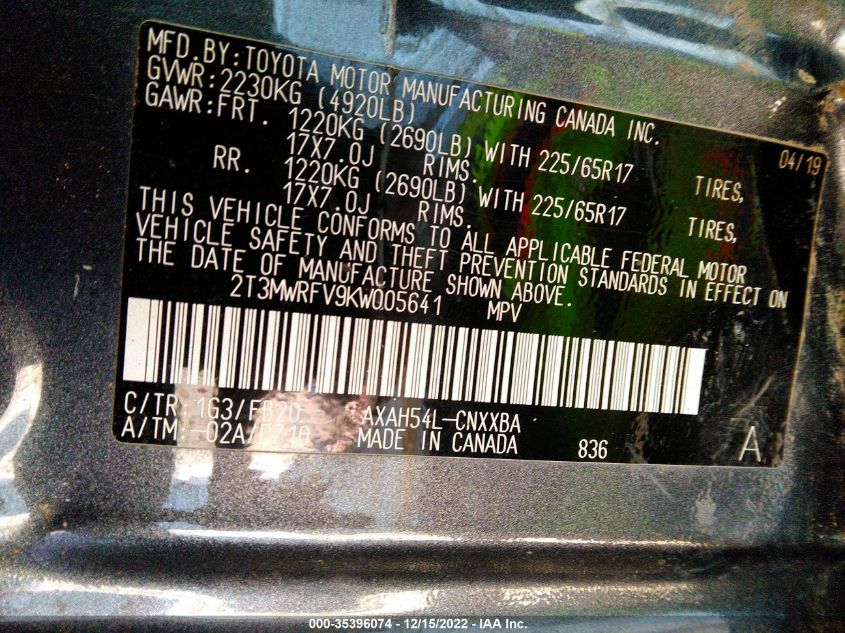 MFD. BY: TOYOTA MOTOR MANUFACTURING CANADA INC.
GVWR: 2230KG (4920LB) 04/19
GAWR: FRT. 1220KG (2690LB) WITH 225/65R17 TIRES,
17X7.0J RIMS.
RR. 1220KG (2690LB) WITH 225/65R17 TIRES,
17X7.0J RIMS.
THIS VEHICLE CONFORMS TO ALL APPLICABLE FEDERAL MOTOR
VEHICLE SAFETY AND THEFT PREVENTION STANDARDS IN EFFECT ON
THE DATE OF MANUFACTURE SHOWN ABOVE.
2T3MWRFV9KW005641 MPV
C/TR: 1G3/FB20 AXAH54L-CNXXBA
A/TM: -02A/P710 MADE IN CANADA 836 A
000-35396074 - 12/15/2022 - IAA Inc.